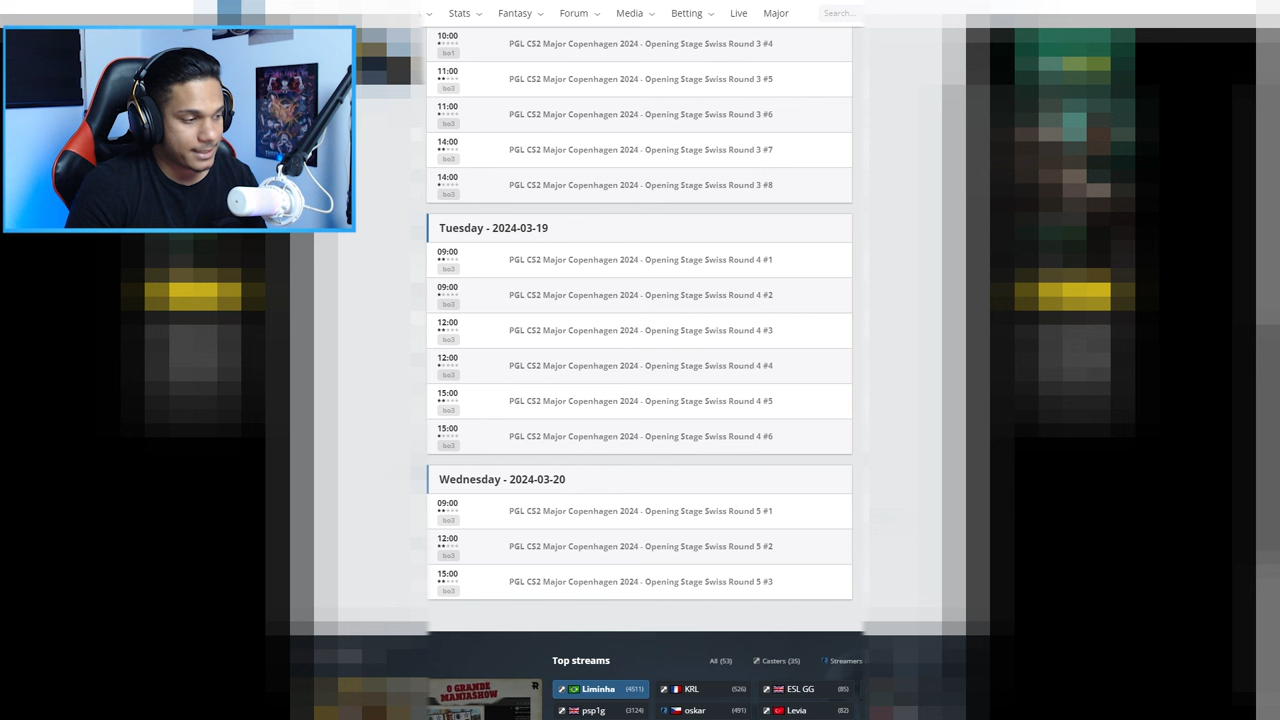 Stats Fantasy Forum Media Betting Live Major Search...
10:00
bo1
PGL CS2 Major Copenhagen 2024 - Opening Stage Swiss Round 3 #4
11:00
bo3
PGL CS2 Major Copenhagen 2024 - Opening Stage Swiss Round 3 #5
11:00
bo3
PGL CS2 Major Copenhagen 2024 - Opening Stage Swiss Round 3 #6
14:00
bo3
PGL CS2 Major Copenhagen 2024 - Opening Stage Swiss Round 3 #7
14:00
bo3
PGL CS2 Major Copenhagen 2024 - Opening Stage Swiss Round 3 #8
Tuesday - 2024-03-19
09:00
bo3
PGL CS2 Major Copenhagen 2024 - Opening Stage Swiss Round 4 #1
09:00
bo3
PGL CS2 Major Copenhagen 2024 - Opening Stage Swiss Round 4 #2
12:00
bo3
PGL CS2 Major Copenhagen 2024 - Opening Stage Swiss Round 4 #3
12:00
bo3
PGL CS2 Major Copenhagen 2024 - Opening Stage Swiss Round 4 #4
15:00
bo3
PGL CS2 Major Copenhagen 2024 - Opening Stage Swiss Round 4 #5
15:00
bo3
PGL CS2 Major Copenhagen 2024 - Opening Stage Swiss Round 4 #6
Wednesday - 2024-03-20
09:00
bo3
PGL CS2 Major Copenhagen 2024 - Opening Stage Swiss Round 5 #1
12:00
bo3
PGL CS2 Major Copenhagen 2024 - Opening Stage Swiss Round 5 #2
15:00
bo3
PGL CS2 Major Copenhagen 2024 - Opening Stage Swiss Round 5 #3
Top streams All (53) Casters (35) Streamers
O GRANDE
MANJASHOW
Liminha (4511) KRL (526) ESL GG (85)
psp1g (3124) oskar (491) Levia (82)